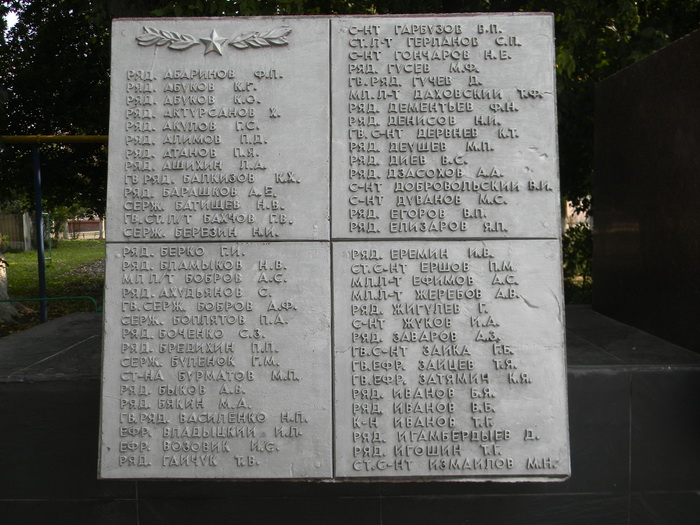 РЯД. АБАРИНОВ Ф.П.
РЯД. АБУКОВ К.Г.
РЯД. АБУКОВ К.О.
РЯД. АКТУРСАНОВ Х.
РЯД. АКУЛОВ Г.С.
РЯД. АЛИМОВ П.Д.
РЯД. АТАНОВ П.Я.
РЯД. АШИХИН Л.А.
ГВ.РЯД. БАЛКИЗОВ К.Х.
РЯД. БАРАШКОВ А.Е.
СЕРЖ. БАТИЩЕВ Н.В.
ГВ.СТ.Л/Т БАХЧОВ Г.В.
СЕРЖ. БЕРЕЗИН Н.И.
РЯД. БЕРКО Г.И.
РЯД. БЛАМЫКОВ Н.В.
МЛ Л/Т БОБРОВ А.С.
РЯД. АХУДЬЯНОВ С.
ГВ.СЕРЖ. БОБРОВ А.Ф.
СЕРЖ. БОЛЛЯТОВ П.А.
РЯД. БОЧЕНКО С.З.
РЯД. БРЕДИХИН П.П.
СЕРЖ. БУЛЕНОК Г.М.
СТ-НА БУРМАТОВ М.П.
РЯД. БЫКОВ А.В.
РЯД. БЯКИН М.А.
ГВ.РЯД. ВАСИЛЕНКО Н.П.
ЕФР. ВЛАДЫЦКИЙ И.Л.
ЕФР. ВОЗОВИК И.С.
РЯД. ГАЙЧУК Т.В.
С-НТ ГАРБУЗОВ В.П.
СТ.Л-Т ГЕРЛАНОВ С.П.
С-НТ ГОНЧАРОВ Н.Е.
РЯД. ГУСЕВ М.Ф.
ГВ.РЯД. ГУЧЕВ Д.
МЛ.Л-Т ДАХОВСКИЙ Т.Ф.
РЯД. ДЕМЕНТЬЕВ Ф.Н.
РЯД. ДЕНИСОВ Н.И.
ГВ.С-НТ ДЕРВНЕВ К.Т.
РЯД. ДЕУШЕВ М.П.
РЯД. ДИЕВ В.С.
РЯД. ДЗАСОХОВ А.А.
С-НТ ДОБРОВОЛЬСКИЙ В.И.
С-НТ ДУВАНОВ М.С.
РЯД. ЕГОРОВ В.П.
РЯД. ЕЛИЗАРОВ Я.П.
РЯД. ЕРЕМИН И.В.
СТ.С-НТ ЕРШОВ П.М.
МЛ.Л-Т ЕФИМОВ А.С.
МЛ.Л-Т ЖЕРЕБОВ А.В.
РЯД. ЖИГУЛЕВ Г.
С-НТ ЖУКОВ И.А.
РЯД. ЗАВАРОВ А.З.
ГВ.С-НТ ЗАИКА Г.Б.
ГВ.ЕФР. ЗАЙЦЕВ Т.Я.
ГВ.ЕФР. ЗАТЯМИН К.Я.
РЯД. ИВАНОВ Б.Я.
РЯД. ИВАНОВ В.Б.
К-Н ИВАНОВ Т.Г.
РЯД. ИГАМБЕРДЫЕВ Д.
РЯД. ИГОШИН Т.Г.
СТ.С-НТ ИЗМАИЛОВ М.Н.